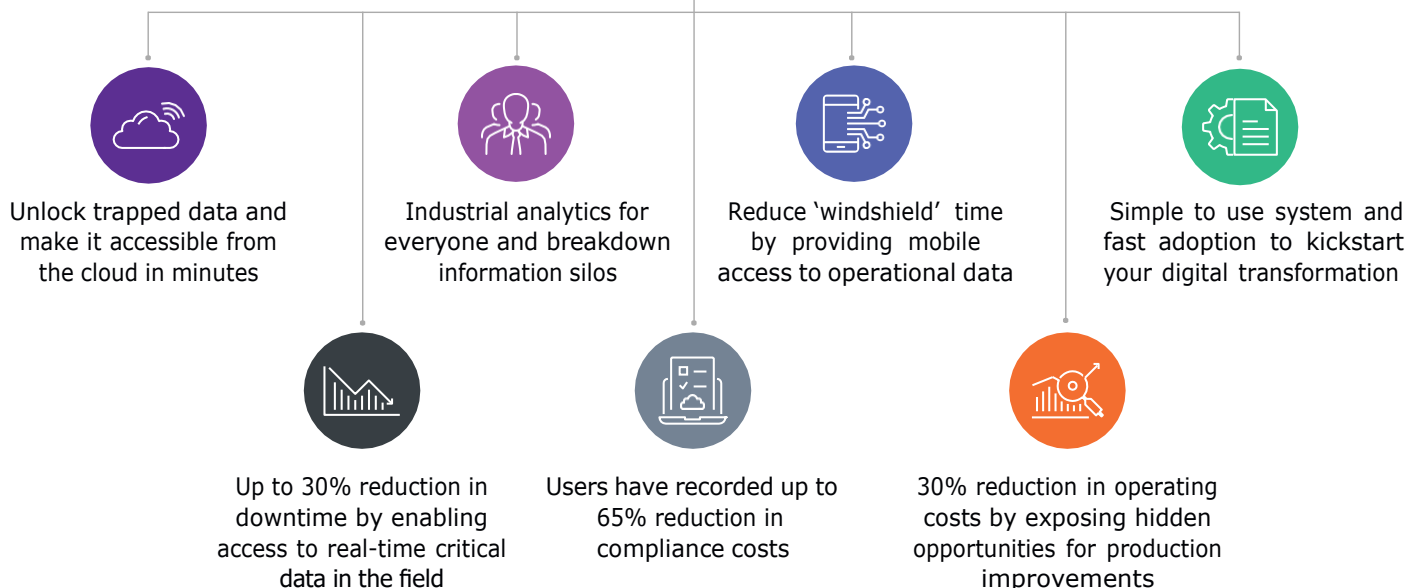 Unlock trapped data and
make it accessible from
the cloud in minutes
Industrial analytics for
everyone and breakdown
information silos
Reduce ‘windshield’ time
by providing mobile
access to operational data
Simple to use system and
fast adoption to kickstart
your digital transformation
Up to 30% reduction in
downtime by enabling
access to real-time critical
data in the field
Users have recorded up to
65% reduction in
compliance costs
30% reduction in operating
costs by exposing hidden
opportunities for production
improvements